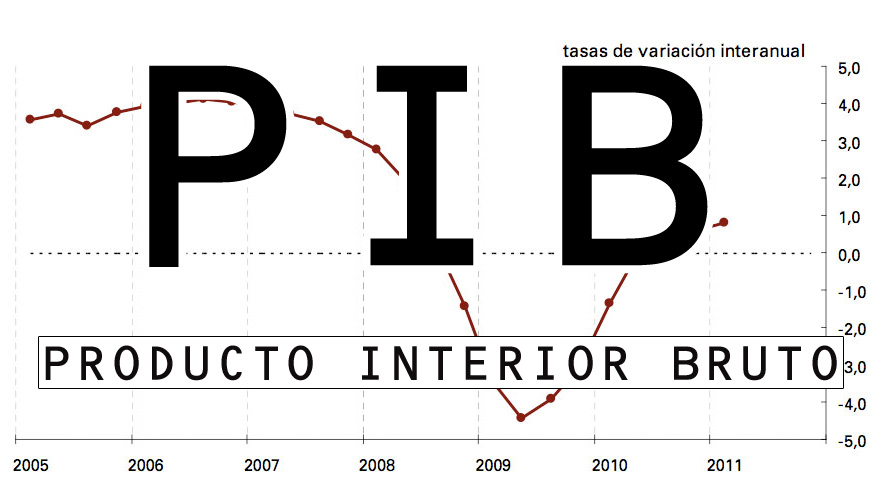 tasas de variación interanual
PIB
5,0
4,0
3,0
2,0
1,0
0,0
-1,0
-2,0
3,0
-4,0
-5,0
PRODUCTO INTERIOR BRUTO
2005 2006 2007 2008 2009 2010 2011